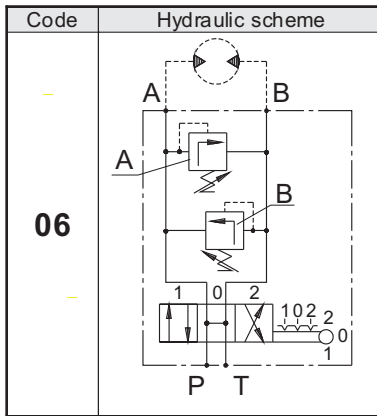 Code Hydraulic scheme
A B
A
B
06
1 0 2
1 0 2 2
0
1
P T